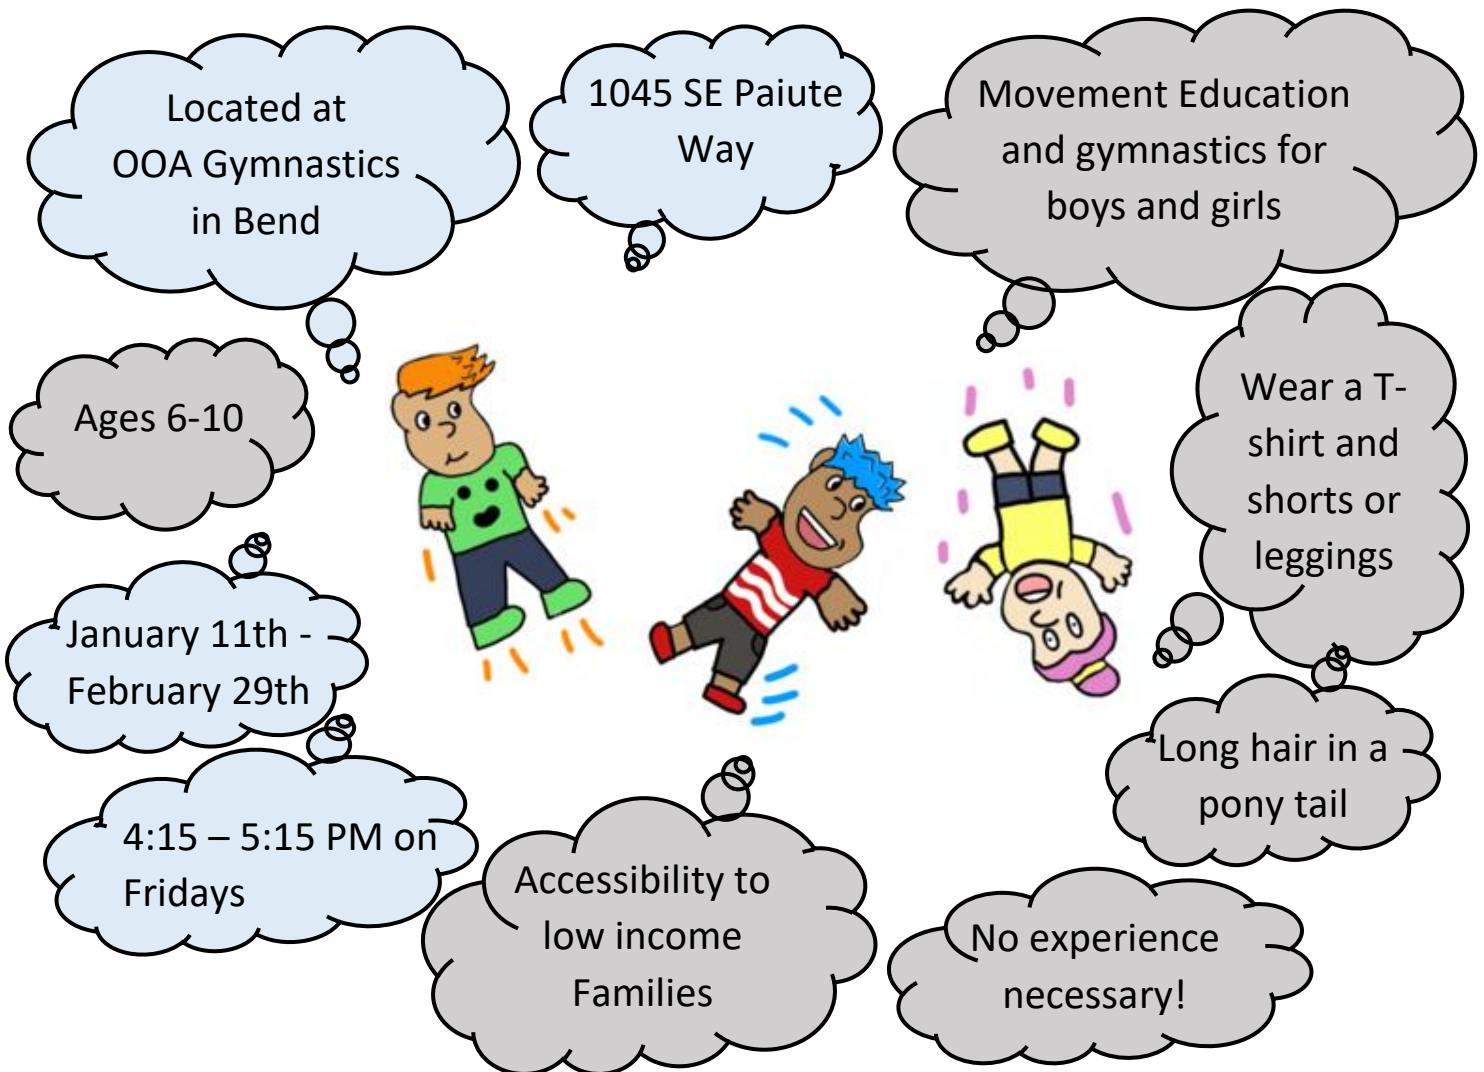 Located at
OOA Gymnastics
in Bend
1045 SE Paiute
Way
Movement Education
and gymnastics for
boys and girls
Ages 6-10
Wear a T-
shirt and
shorts or
leggings
January 11th -
February 29th
Long hair in a
pony tail
4:15 – 5:15 PM on
Fridays
Accessibility to
low income
Families
No experience
necessary!